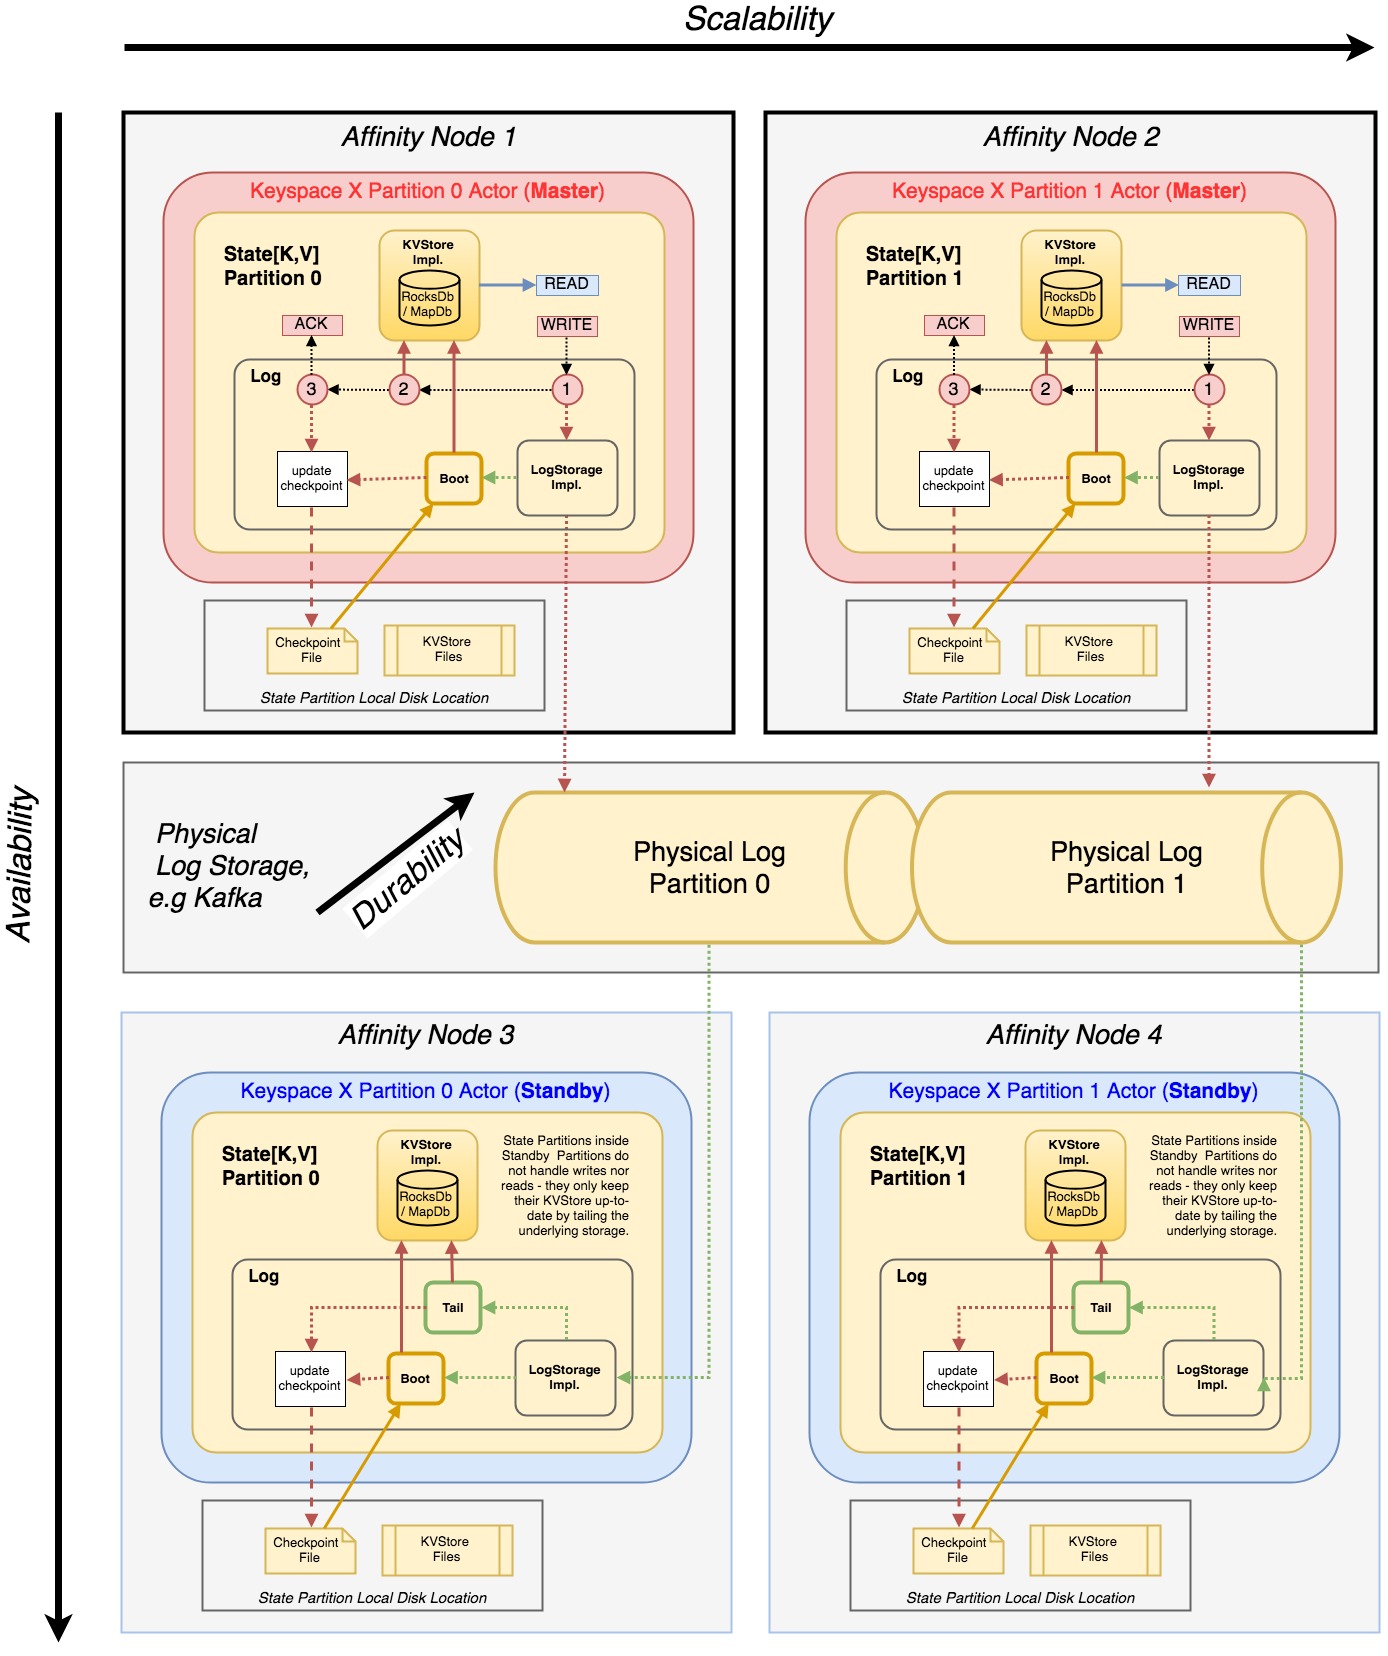 Scalability
Availability
Affinity Node 1
Keyspace X Partition 0 Actor (Master)
State[K,V]
Partition 0
KVStore
Impl.
RocksDb
/ MapDb
READ
ACK
WRITE
Log
3
2
1
update
checkpoint
Boot
LogStorage
Impl.
Checkpoint
File
KVStore
Files
State Partition Local Disk Location
Affinity Node 2
Keyspace X Partition 1 Actor (Master)
State[K,V]
Partition 1
KVStore
Impl.
RocksDb
/ MapDb
READ
ACK
WRITE
Log
3
2
1
update
checkpoint
Boot
LogStorage
Impl.
Checkpoint
File
KVStore
Files
State Partition Local Disk Location
Physical
Log Storage,
e.g Kafka
Durability
Physical Log
Partition 0
Physical Log
Partition 1
Affinity Node 3
Keyspace X Partition 0 Actor (Standby)
State[K,V]
Partition 0
KVStore
Impl.
RocksDb
/ MapDb
State Partitions inside
Standby  Partitions do
not handle writes nor
reads - they only keep
their KVStore up-to-
date by tailing the
underlying storage.
Log
Tail
update
checkpoint
Boot
LogStorage
Impl.
Checkpoint
File
KVStore
Files
State Partition Local Disk Location
Affinity Node 4
Keyspace X Partition 1 Actor (Standby)
State[K,V]
Partition 1
KVStore
Impl.
RocksDb
/ MapDb
State Partitions inside
Standby  Partitions do
not handle writes nor
reads - they only keep
their KVStore up-to-
date by tailing the
underlying storage.
Log
Tail
update
checkpoint
Boot
LogStorage
Impl.
Checkpoint
File
KVStore
Files
State Partition Local Disk Location